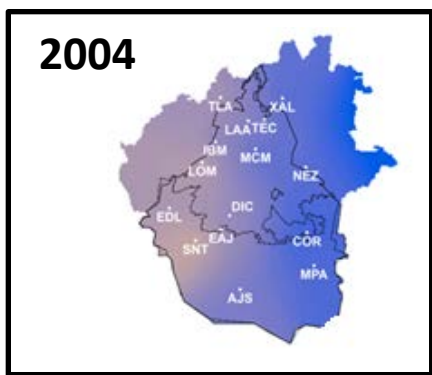 2004
TLA XAL
LAA TEC
IBM MCM
LOM NEZ
EDL DIC
SNT EAJ COR
MPA
AJS